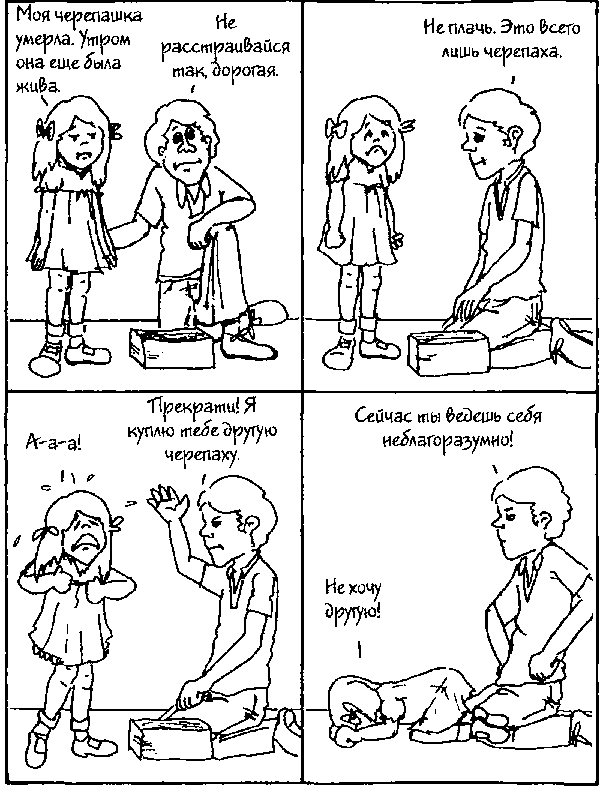 Моя черепашка
умерла. Утром
она еще была
жива.
Не
расстраивайся
так, дорогая.
Не плачь. Это всего
лишь черепаха.
А-а-а!
Прекрати! Я
куплю тебе другую
черепаху.
Сейчас ты ведешь себя
неблагоразумно!
Не хочу
другую!